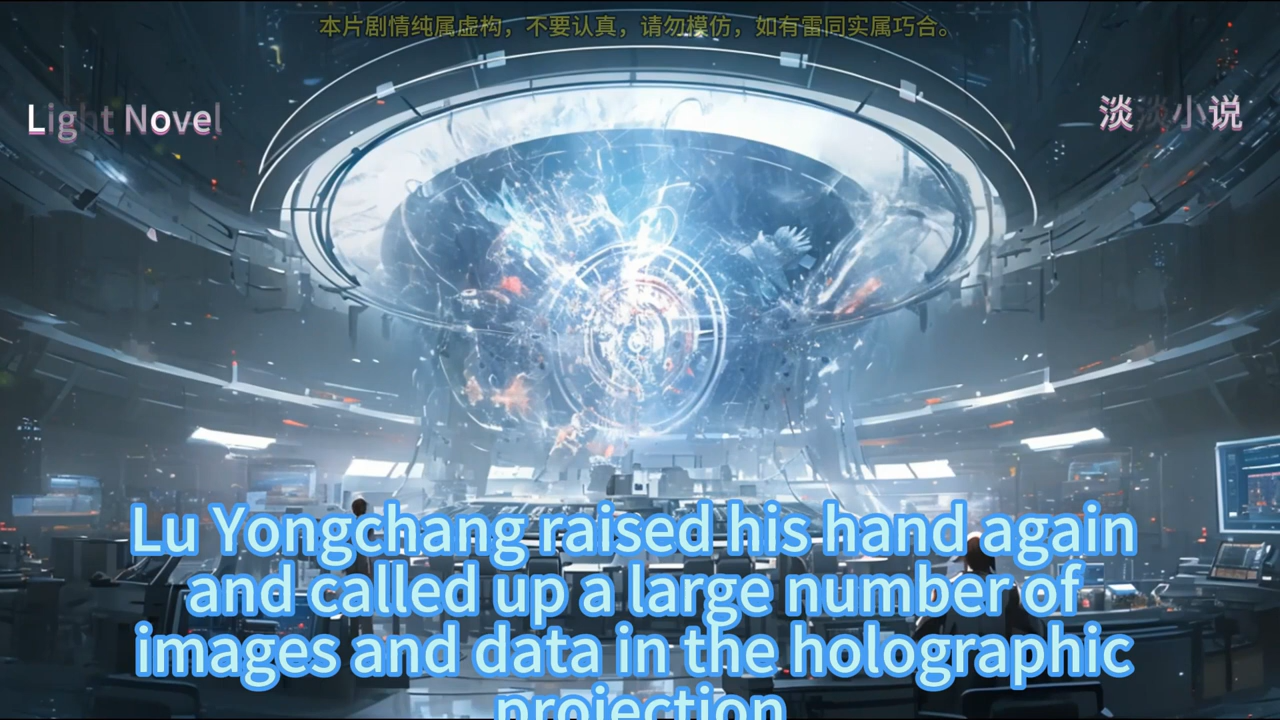 本片剧情纯属虚构，不要认真，请勿模仿，如有雷同实属巧合。
Light Novel
淡淡小说
Lu Yongchang raised his hand again
and called up a large number of
images and data in the holographic
projection